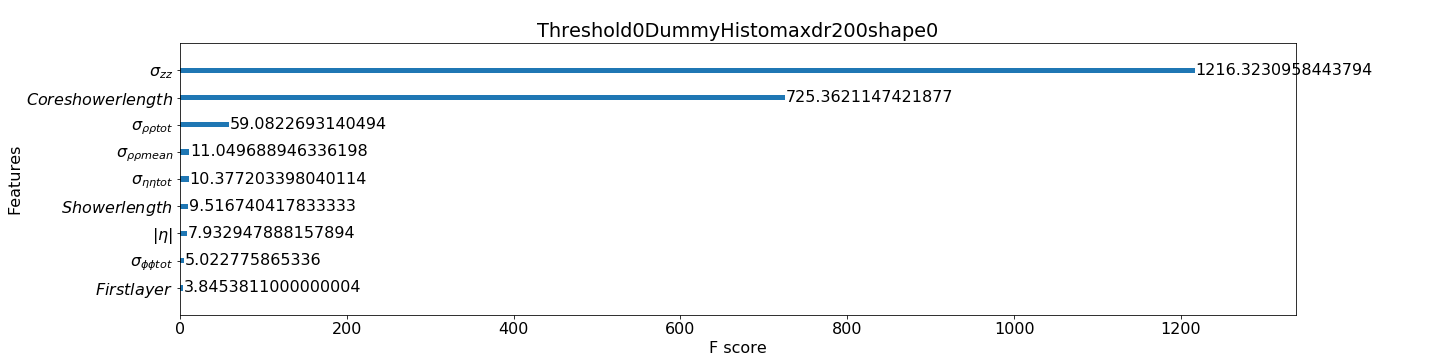 Threshold0DummyHistomaxdr200shape0
σzz 1216.3230958443794
Coreshowerlength 725.3621147421877
σρρtot 59.0822693140494
σρρmean 11.049688946336198
σηηtot 10.377203398040114
Showerlength 9.516740417833333
|η| 7.932947888157894
σϕϕtot 5.022775865336
Firstlayer 3.8453811000000004
Features
0 200 400 600 800 1000 1200
F score